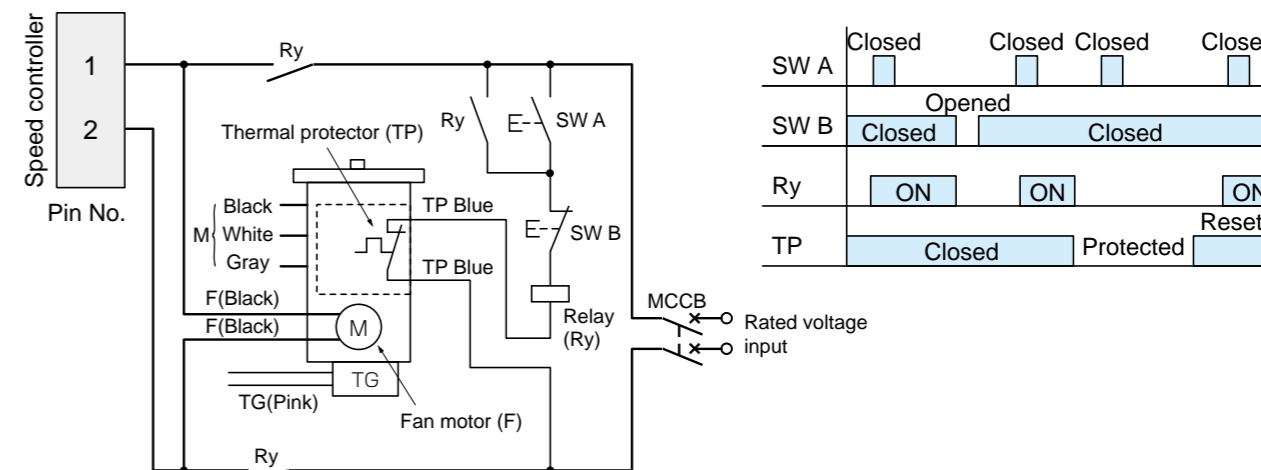 Speed controller
1
2
Pin No.
Ry
Thermal protector (TP)
Ry
SW A
SW B
Black
White
Gray
M
TP Blue
TP Blue
F(Black)
F(Black)
M
TG
TG(Pink)
Fan motor (F)
Relay
(Ry)
MCCB
Rated voltage
input
Ry
Closed Closed Closed
SW A
Opened
SW B Closed Closed
Ry ON ON
Reset
TP Closed Protected